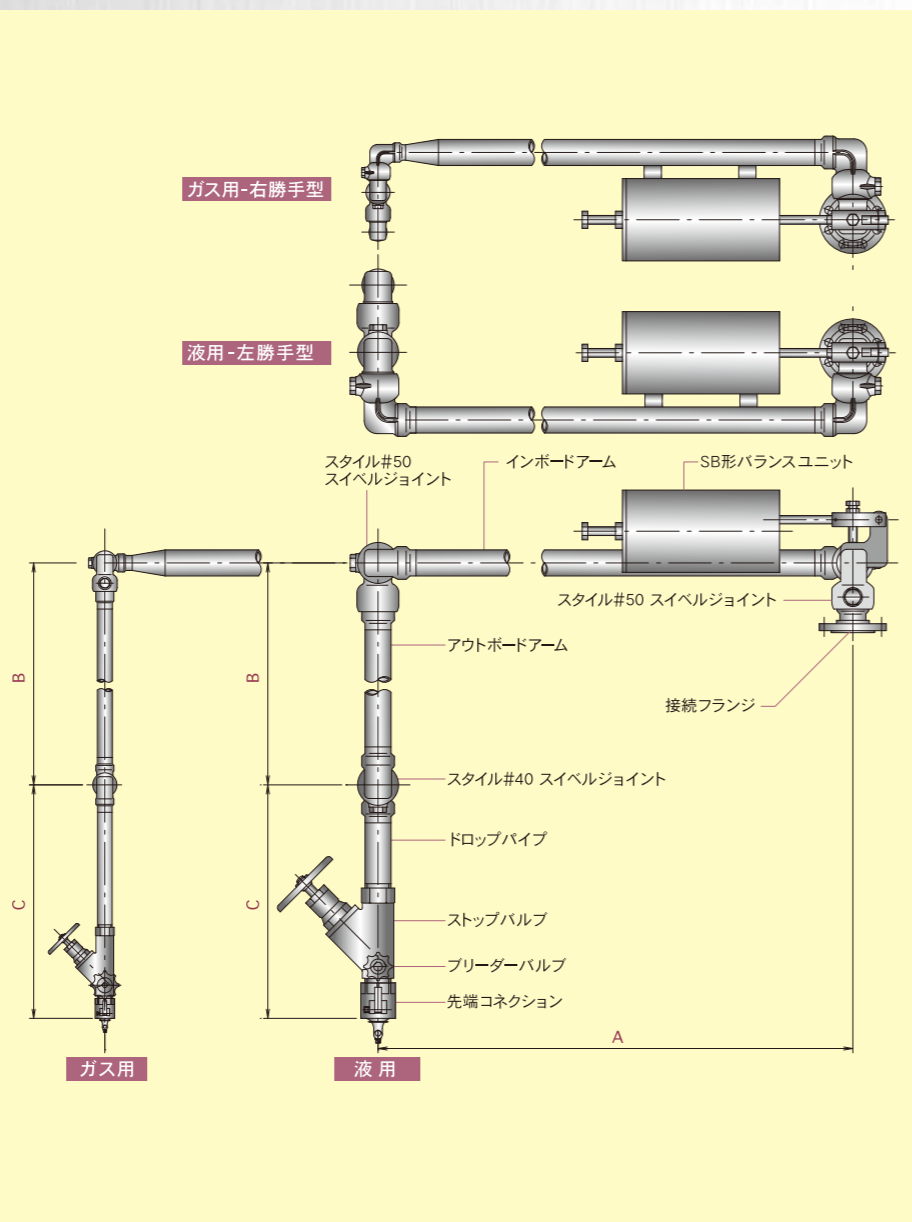 ガス用-右勝手型
液用-左勝手型
スタイル#50
スイベルジョイント
インボードアーム
SB形バランスユニット
スタイル#50 スイベルジョイント
アウトボードアーム
接続フランジ
B
B
スタイル#40 スイベルジョイント
ドロップパイプ
C
C
ストップバルブ
ブリーダーバルブ
先端コネクション
A
ガス用
液用